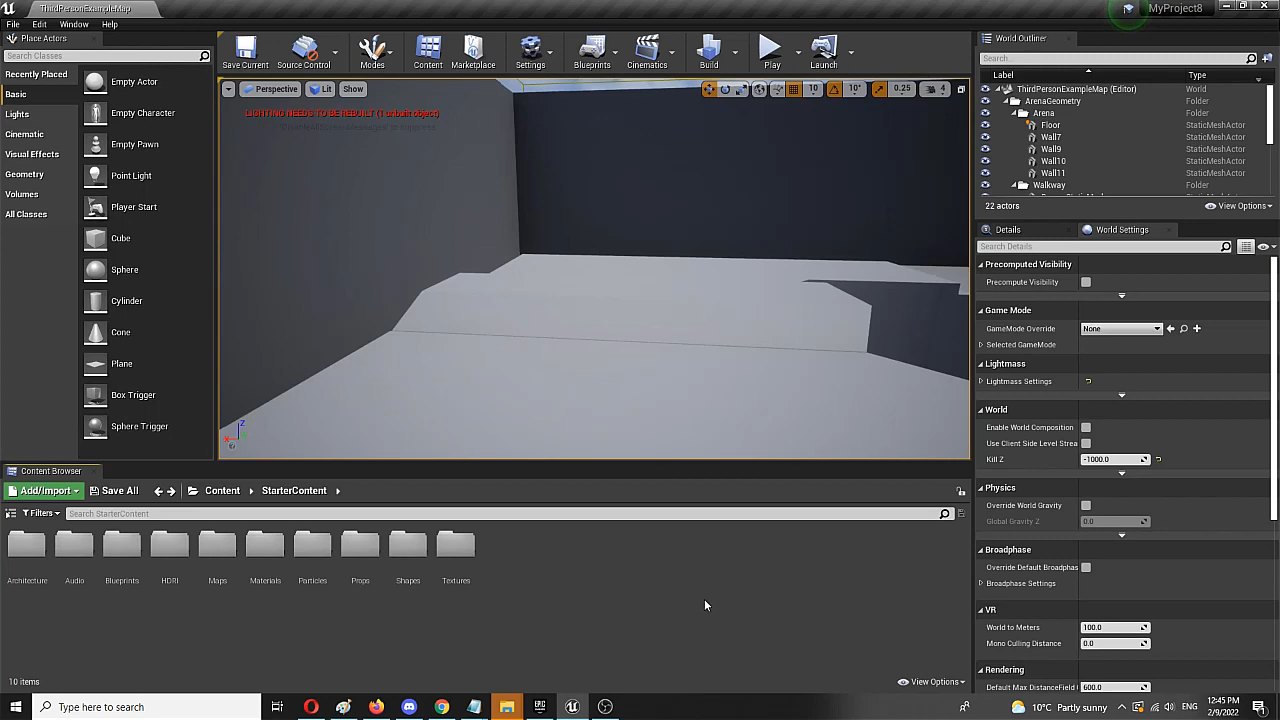 ThirdPersonExampleMap
MyProject8
File Edit Window Help
Place Actors
Search Classes
Recently Placed
Basic
Lights
Cinematic
Visual Effects
Geometry
Volumes
All Classes
Empty Actor
Empty Character
Empty Pawn
Point Light
Player Start
Cube
Sphere
Cylinder
Cone
Plane
Box Trigger
Sphere Trigger
Save Current
Source Control
Modes
Content
Marketplace
Settings
Blueprints
Cinematics
Build
Play
Launch
Perspective Lit Show
10 10° 0.25 4
LIGHTING NEEDS TO BE REBUILT (1 unbuilt object)
X Z
World Outliner
Search...
Label Type
ThirdPersonExampleMap (Editor) World
ArenaGeometry Folder
Arena Folder
Floor StaticMeshActor
Wall7 StaticMeshActor
Wall9 StaticMeshActor
Wall10 StaticMeshActor
Wall11 StaticMeshActor
Walkway Folder
22 actors View Options
Details World Settings
Search Details
Precomputed Visibility
Precompute Visibility
Game Mode
GameMode Override None
Selected GameMode
Lightmass
Lightmass Settings
World
Enable World Composition
Use Client Side Level Strea
Kill Z -1000.0
Physics
Override World Gravity
Global Gravity Z 0.0
Broadphase
Override Default Broadphas
Broadphase Settings
VR
World to Meters 100.0
Mono Culling Distance 0.0
Rendering
Default Max DistanceField 600.0
Content Browser
Add/Import Save All Content StarterContent
Filters Search StarterContent
Architecture Audio Blueprints HDRI Maps Materials Particles Props Shapes Textures
10 items View Options
Type here to search
10°C Partly sunny
12:45 PM
2/9/2022